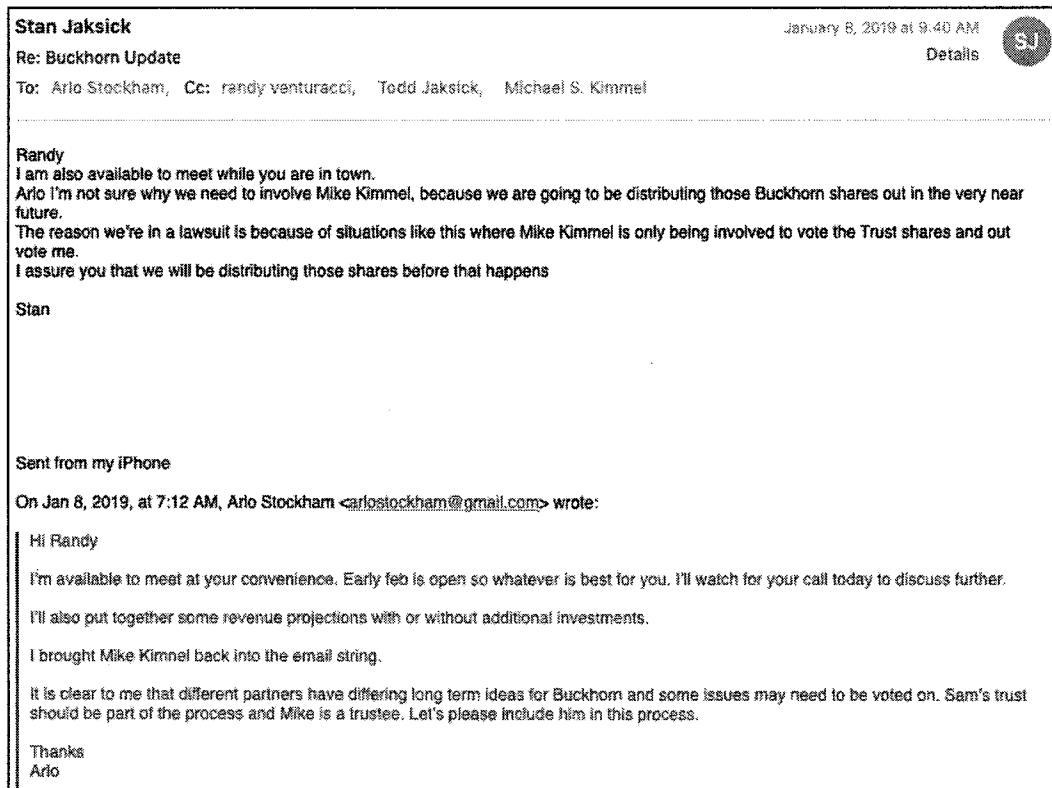 Stan Jaksick
January 8, 2019 at 9:40 AM
SJ
Re: Buckhorn Update
Details
To: Arlo Stockham, Cc: randy venturacci, Todd Jaksick, Michael S. Kimmel
Randy
I am also available to meet while you are in town.
Arlo I'm not sure why we need to involve Mike Kimmel, because we are going to be distributing those Buckhorn shares out in the very near
future.
The reason we're in a lawsuit is because of situations like this where Mike Kimmel is only being involved to vote the Trust shares and out
vote me.
I assure you that we will be distributing those shares before that happens
Stan
Sent from my iPhone
On Jan 8, 2019, at 7:12 AM, Arlo Stockham <arlostockham@gmail.com> wrote:
Hi Randy
I'm available to meet at your convenience. Early feb is open so whatever is best for you. I'll watch for your call today to discuss further.
I'll also put together some revenue projections with or without additional investments.
I brought Mike Kimnel back into the email string.
It is clear to me that different partners have differing long term ideas for Buckhorn and some issues may need to be voted on. Sam's trust
should be part of the process and Mike is a trustee. Let's please include him in this process.
Thanks
Arlo